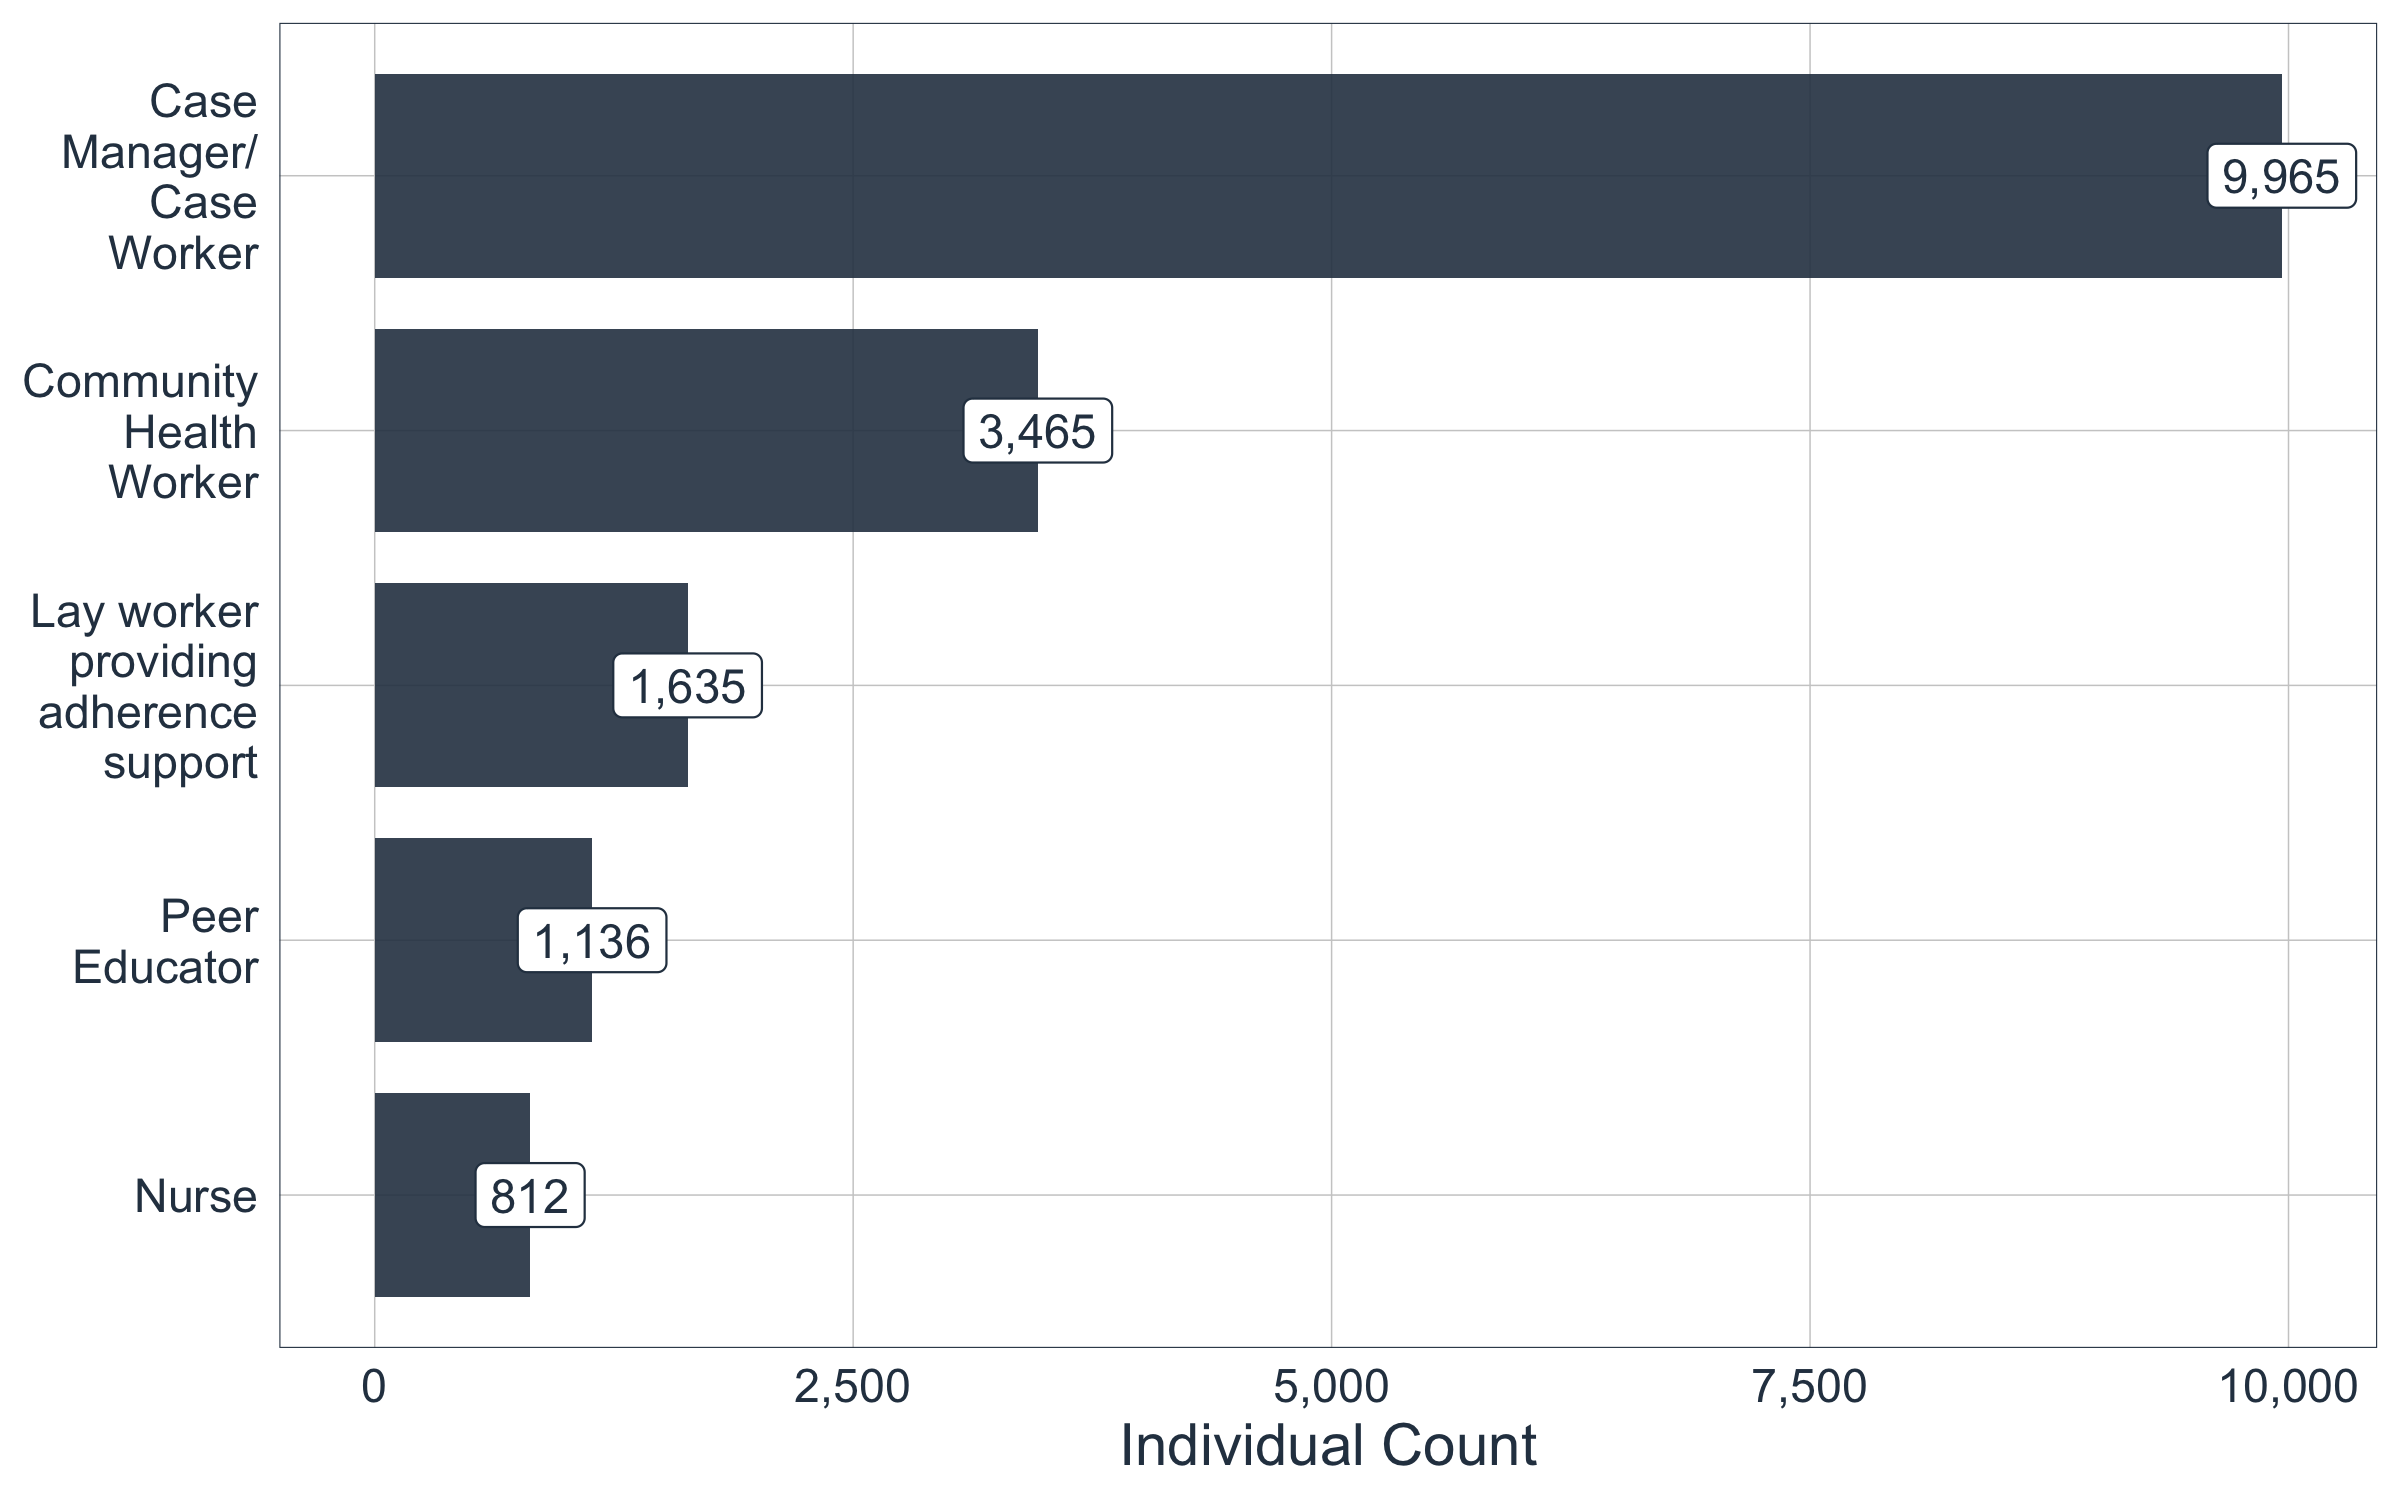 Case
Manager/
Case
Worker
9,965
Community
Health
Worker
3,465
Lay worker
providing
adherence
support
1,635
Peer
Educator
1,136
Nurse
812
0
2,500
5,000
7,500
10,000
Individual Count